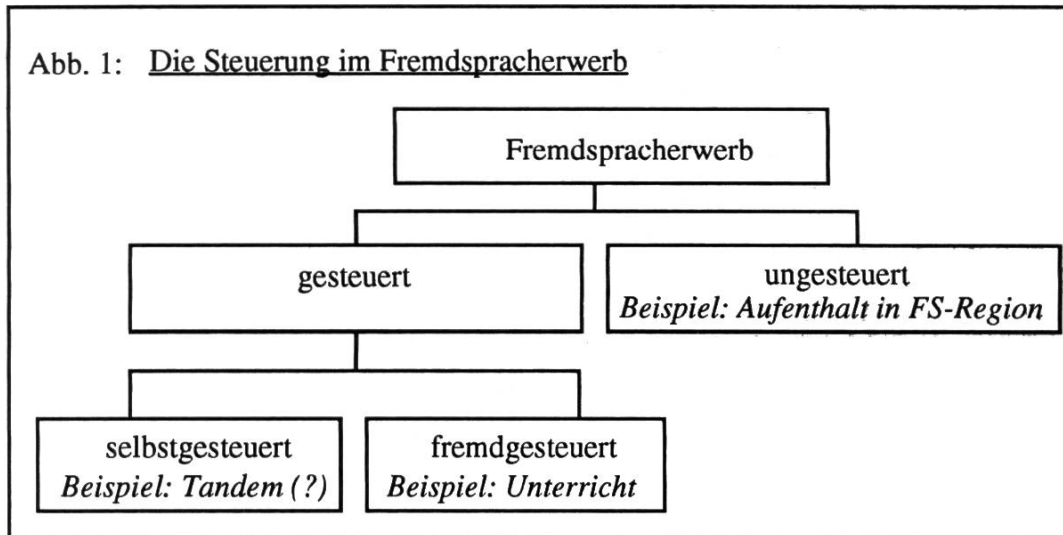 Abb. 1: Die Steuerung im Fremdspracherwerb
Fremdspracherwerb
gesteuert
ungesteuert
Beispiel: Aufenthalt in FS-Region
selbstgesteuert
Beispiel: Tandem (?)
fremdgesteuert
Beispiel: Unterricht